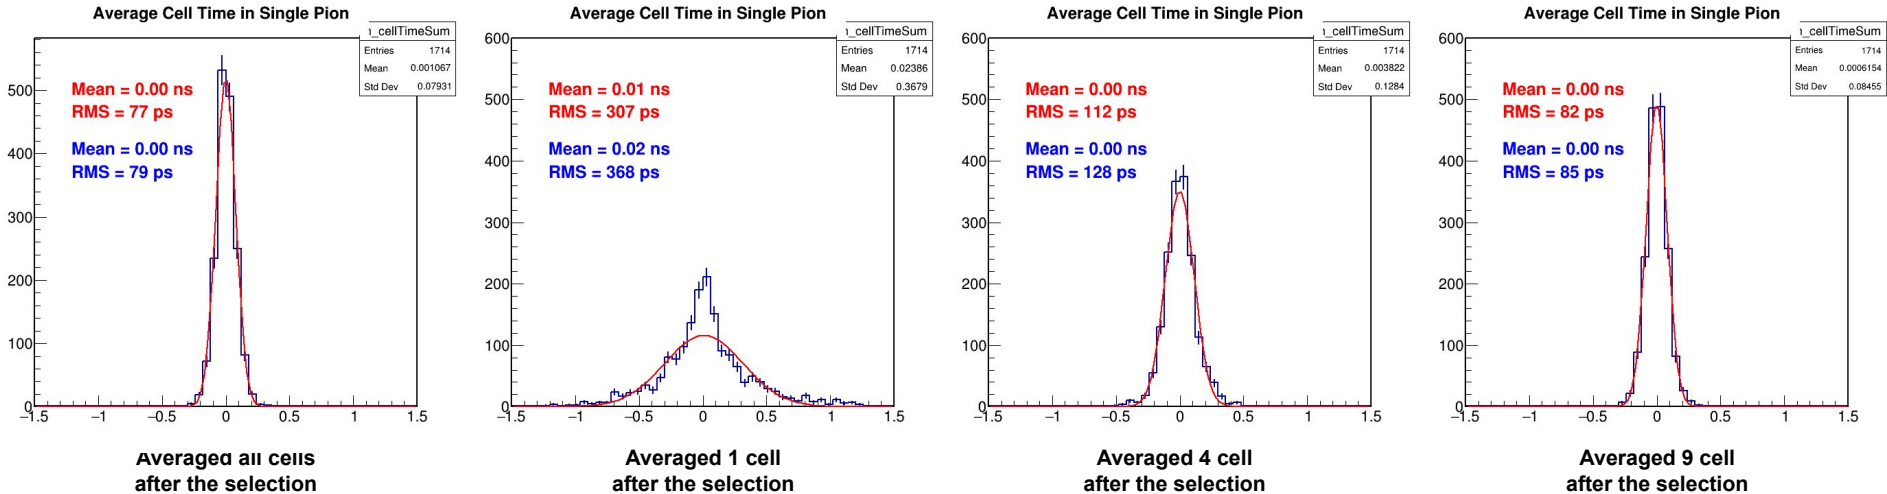 Average Cell Time in Single Pion
ı_cellTimeSum
Entries 1714
Mean 0.001067
Std Dev 0.07931
Mean = 0.00 ns
RMS = 77 ps
Mean = 0.00 ns
RMS = 79 ps
500
400
300
200
100
0
−1.5 −1 −0.5 0 0.5 1 1.5
Averaged all cells
after the selection
Average Cell Time in Single Pion
ı_cellTimeSum
Entries 1714
Mean 0.02386
Std Dev 0.3679
Mean = 0.01 ns
RMS = 307 ps
Mean = 0.02 ns
RMS = 368 ps
600
500
400
300
200
100
0
−1.5 −1 −0.5 0 0.5 1 1.5
Averaged 1 cell
after the selection
Average Cell Time in Single Pion
ı_cellTimeSum
Entries 1714
Mean 0.003822
Std Dev 0.1284
Mean = 0.00 ns
RMS = 112 ps
Mean = 0.00 ns
RMS = 128 ps
600
500
400
300
200
100
0
−1.5 −1 −0.5 0 0.5 1 1.5
Averaged 4 cell
after the selection
Average Cell Time in Single Pion
ı_cellTimeSum
Entries 1714
Mean 0.0006154
Std Dev 0.08455
Mean = 0.00 ns
RMS = 82 ps
Mean = 0.00 ns
RMS = 85 ps
600
500
400
300
200
100
0
−1.5 −1 −0.5 0 0.5 1 1.5
Averaged 9 cell
after the selection